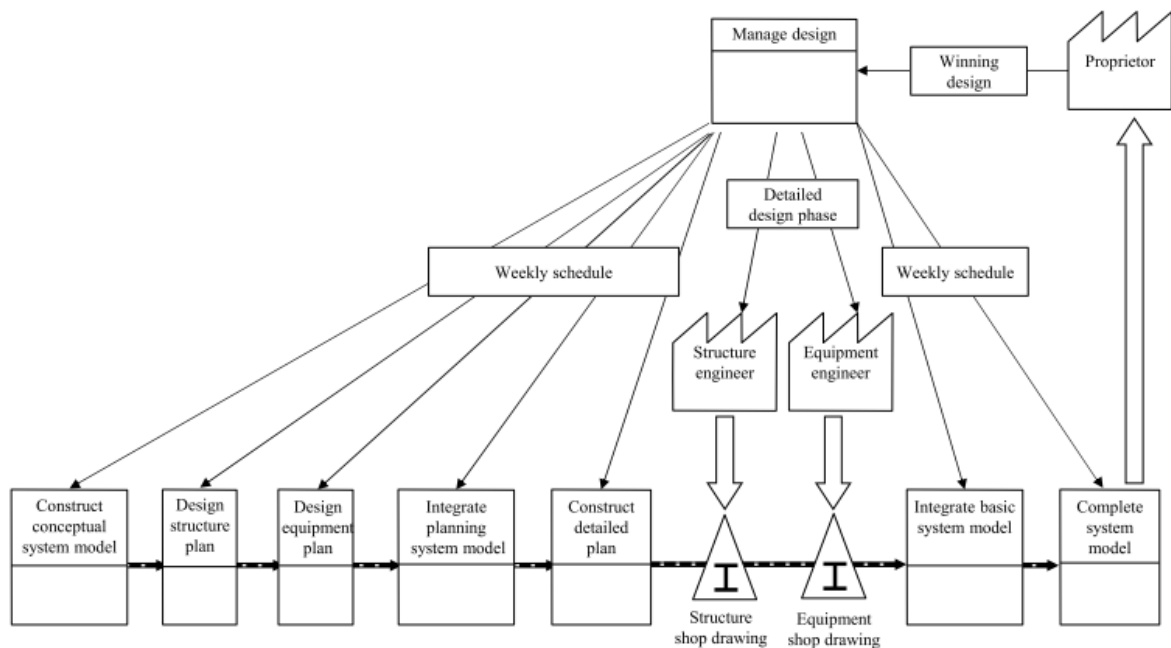 Manage design
Winning
design
Proprietor
Detailed
design phase
Weekly schedule
Weekly schedule
Structure
engineer
Equipment
engineer
Construct
conceptual
system model
Design
structure
plan
Design
equipment
plan
Integrate
planning
system model
Construct
detailed
plan
Integrate basic
system model
Complete
system
model
I
I
Structure
shop drawing
Equipment
shop drawing